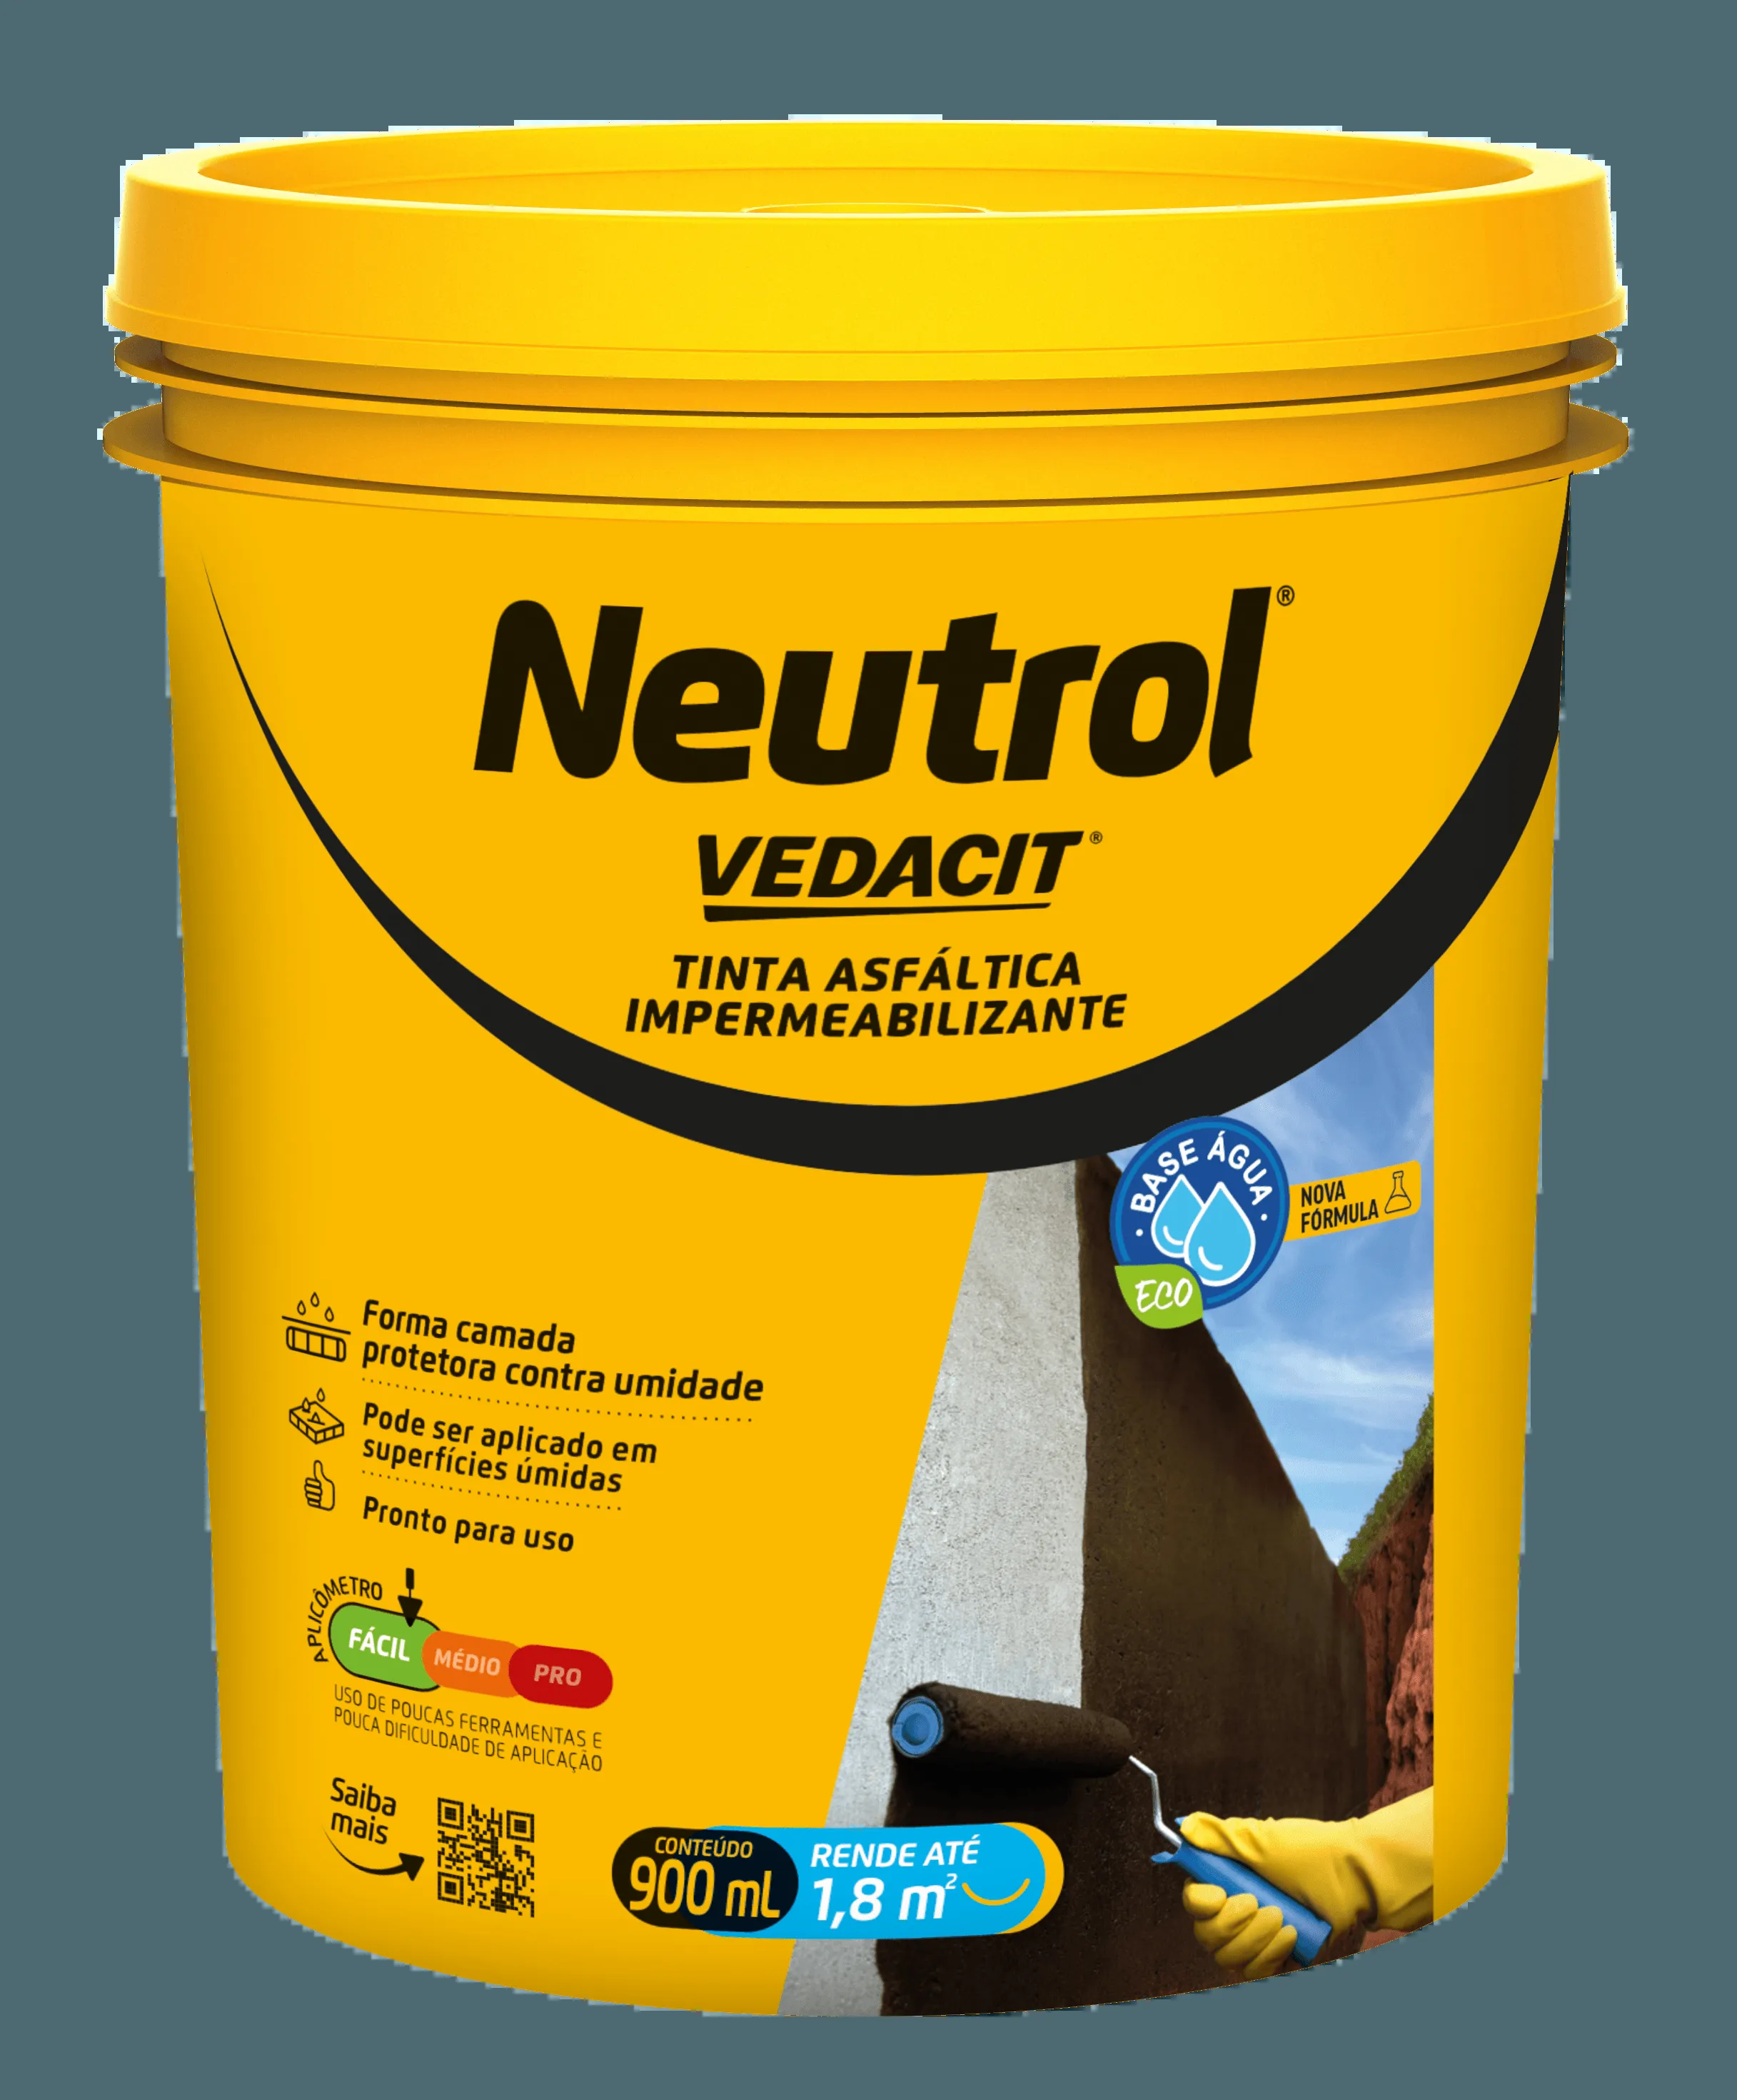 Neutrol®
VEDACIT®
TINTA ASFÁLTICA
IMPERMEABILIZANTE
BASE ÁGUA
ECO
NOVA
FÓRMULA
Forma camada
protetora contra umidade
Pode ser aplicado em
superfícies úmidas
Pronto para uso
APLICÔMETRO
FÁCIL MÉDIO PRO
USO DE POUCAS FERRAMENTAS E
POUCA DIFICULDADE DE APLICAÇÃO
Saiba
mais
CONTEÚDO
900 mL
RENDE ATÉ
1,8 m²